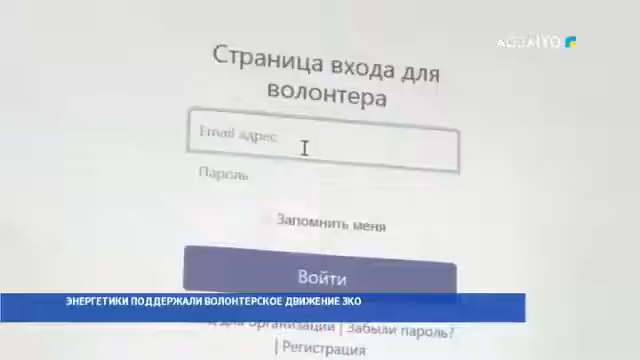 Страница входа для
волонтера
Email адрес
Пароль
Запомнить меня
Войти
ЭНЕРГЕТИКИ ПОДДЕРЖАЛИ ВОЛОНТЕРСКОЕ ДВИЖЕНИЕ ЗКО
для организации | Забыли пароль?
| Регистрация